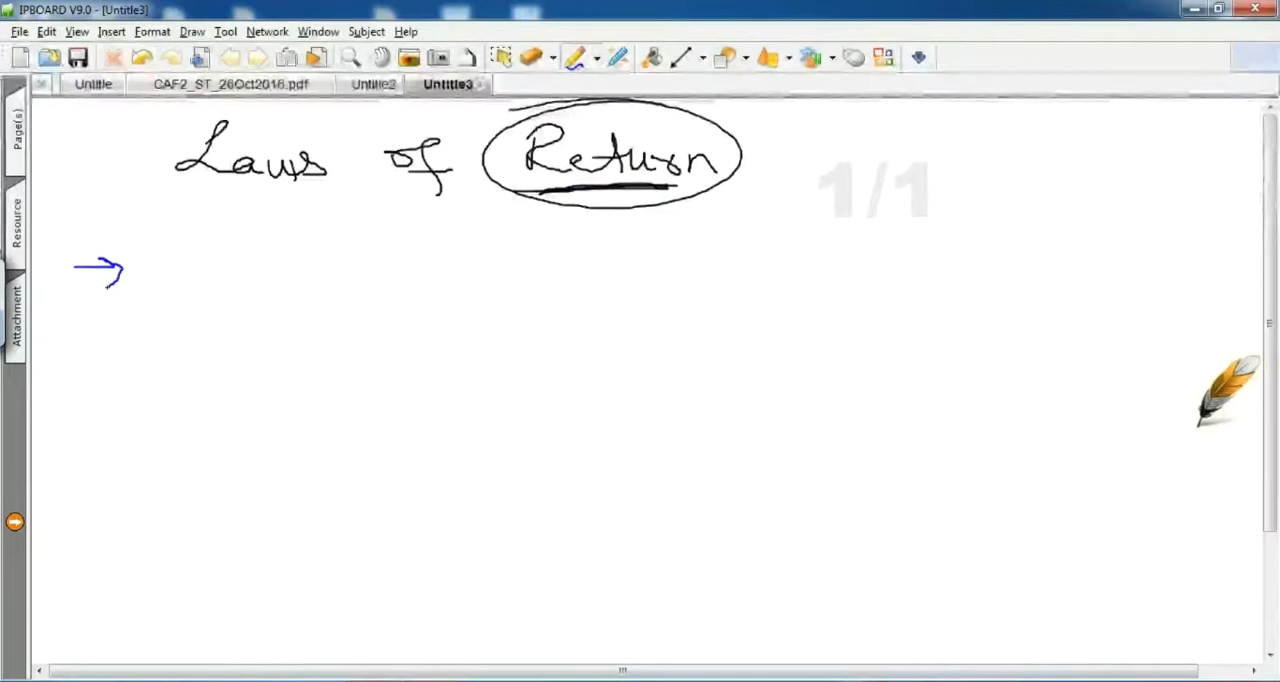 IPBOARD V9.0 - [Untitle3]
File Edit View Insert Format Draw Tool Network Window Subject Help
Untitle CAF2_ST_26Oct2016.pdf Untitle2 Untitle3
Page(s)
Resource
Attachment
Laws of Return
1/1